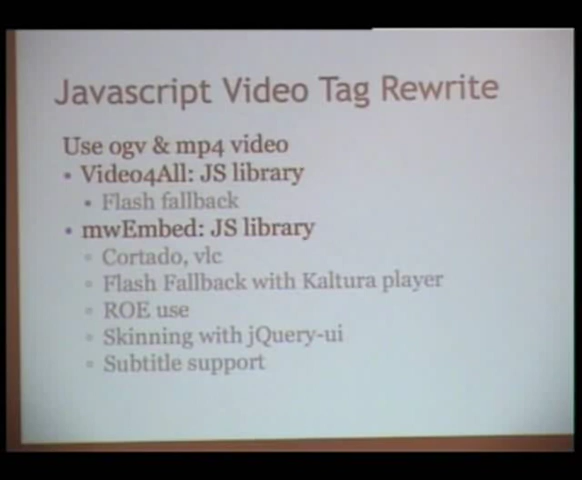 Javascript Video Tag Rewrite
Use ogv & mp4 video
• Video4All: JS library
• Flash fallback
• mwEmbed: JS library
Cortado, vlc
Flash Fallback with Kaltura player
ROE use
Skinning with jQuery-ui
Subtitle support